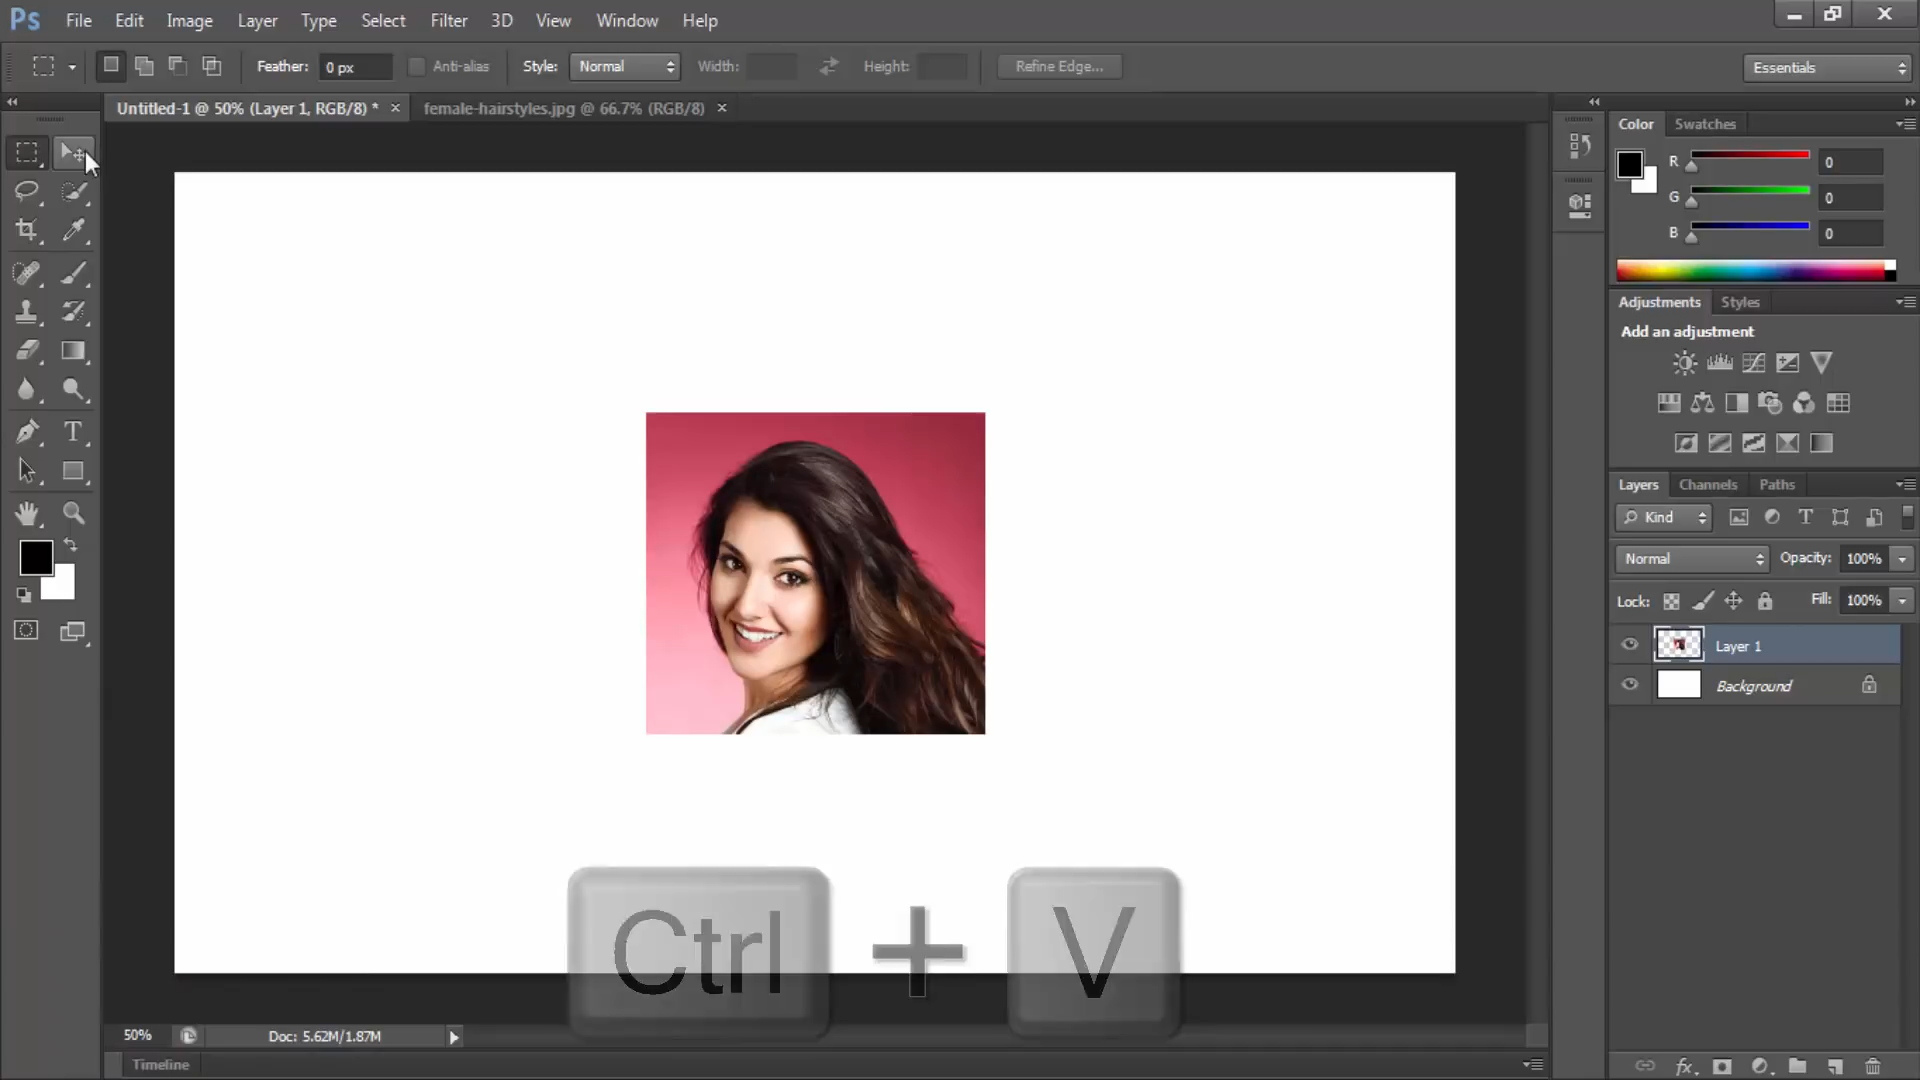 Ps File Edit Image Layer Type Select Filter 3D View Window Help
Feather: 0 px Anti-alias Style: Normal Width: Height: Refine Edge... Essentials
Untitled-1 @ 50% (Layer 1, RGB/8) * × female-hairstyles.jpg @ 66.7% (RGB/8) ×
Color Swatches
R 0
G 0
B 0
Adjustments Styles
Add an adjustment
Layers Channels Paths
Kind
Normal Opacity: 100%
Lock: Fill: 100%
Layer 1
Background
T
Ctrl + V
50% Doc: 5.62M/1.87M
Timeline
fx